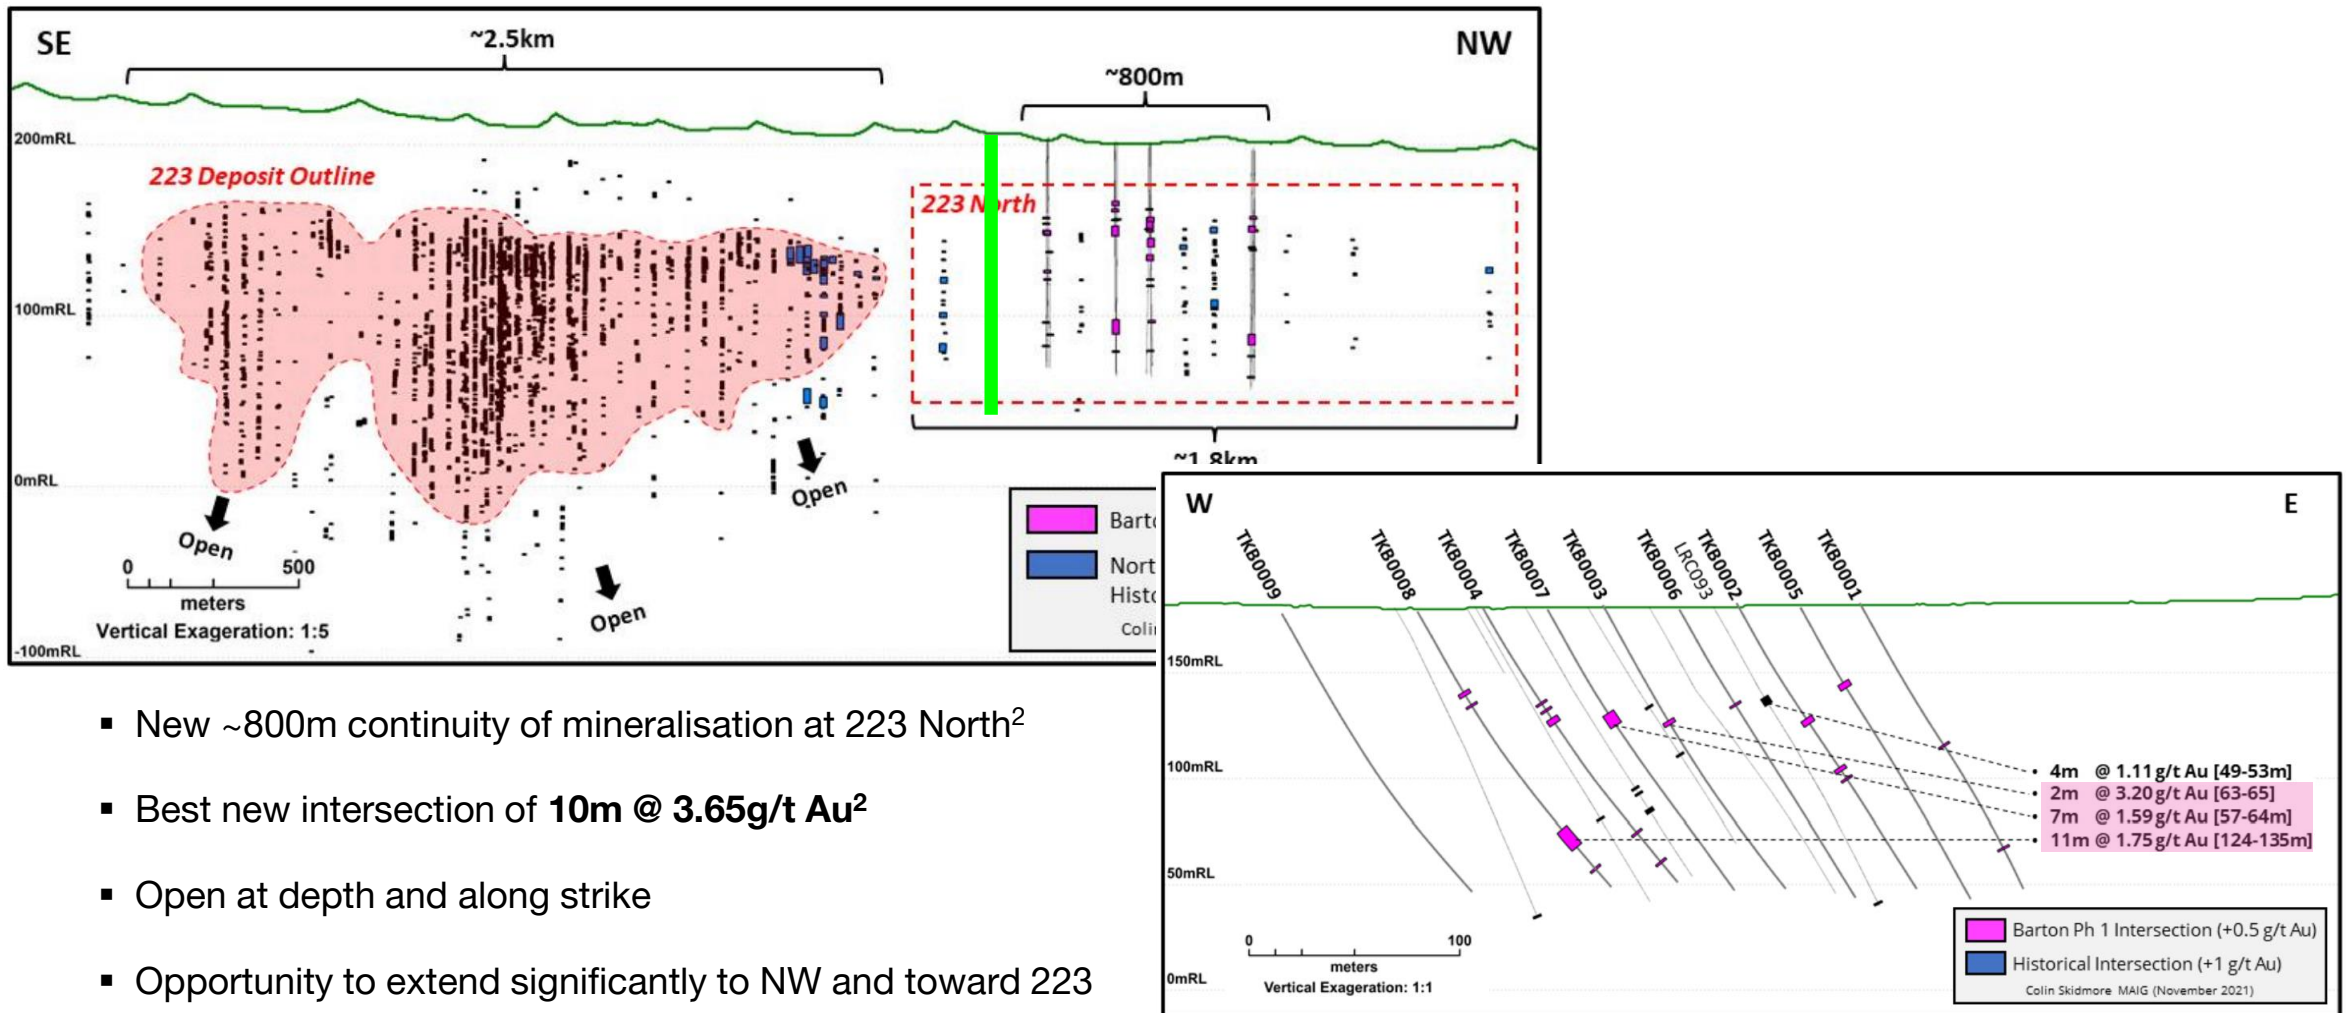 SE
~2.5km
NW
~800m
200mRL
223 Deposit Outline
223 North
100mRL
0mRL
Open
Open
Open
~1.8km
0 500
meters
Vertical Exageration: 1:5
-100mRL
Colin
W
E
TKB0009
TKB0008
TKB0004
TKB0007
TKB0003
TKB0006
LRC093
TKB0002
TKB0005
TKB0001
150mRL
100mRL
50mRL
0mRL
4m @ 1.11 g/t Au [49-53m]
2m @ 3.20 g/t Au [63-65]
7m @ 1.59 g/t Au [57-64m]
11m @ 1.75 g/t Au [124-135m]
0 100
meters
Vertical Exageration: 1:1
Barton Ph 1 Intersection (+0.5 g/t Au)
Historical Intersection (+1 g/t Au)
Colin Skidmore MAIG (November 2021)
▪ New ~800m continuity of mineralisation at 223 North²
▪ Best new intersection of 10m @ 3.65g/t Au²
▪ Open at depth and along strike
▪ Opportunity to extend significantly to NW and toward 223